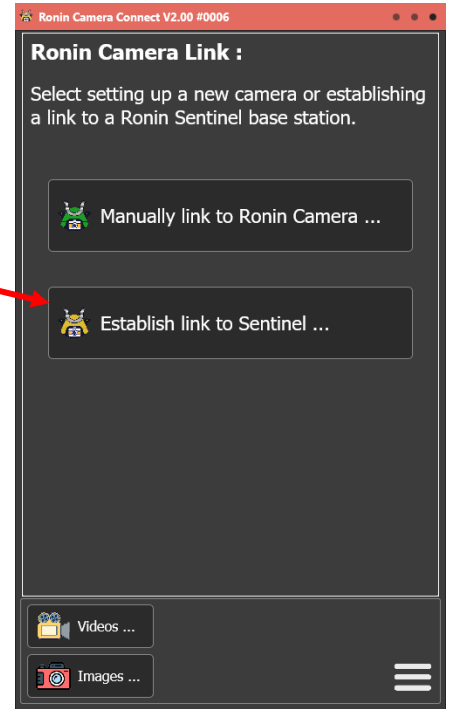 Ronin Camera Connect V2.00 #0006
Ronin Camera Link :
Select setting up a new camera or establishing
a link to a Ronin Sentinel base station.
Manually link to Ronin Camera ...
Establish link to Sentinel ...
Videos ...
Images ...